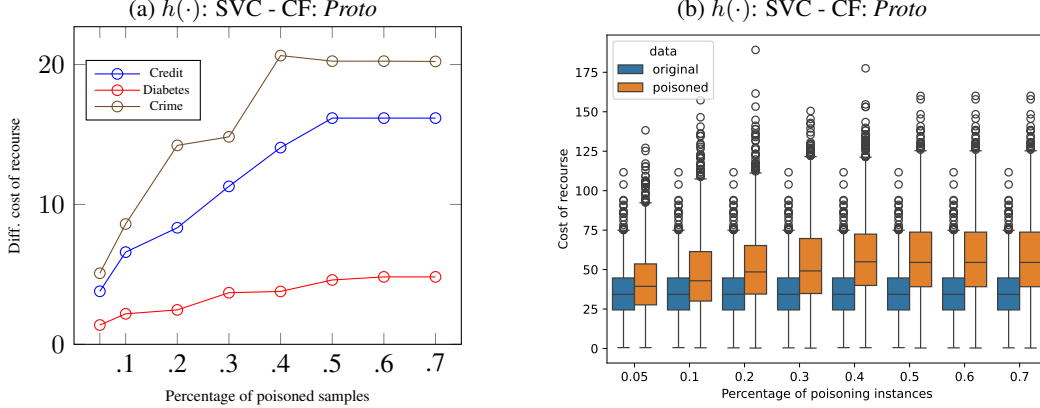 (a) h(·): SVC - CF: Proto
Diff. cost of recourse
20
10
0
Credit
Diabetes
Crime
.1 .2 .3 .4 .5 .6 .7
Percentage of poisoned samples
(b) h(·): SVC - CF: Proto
Cost of recourse
175
150
125
100
75
50
25
0
data
original
poisoned
0.05 0.1 0.2 0.3 0.4 0.5 0.6 0.7
Percentage of poisoning instances